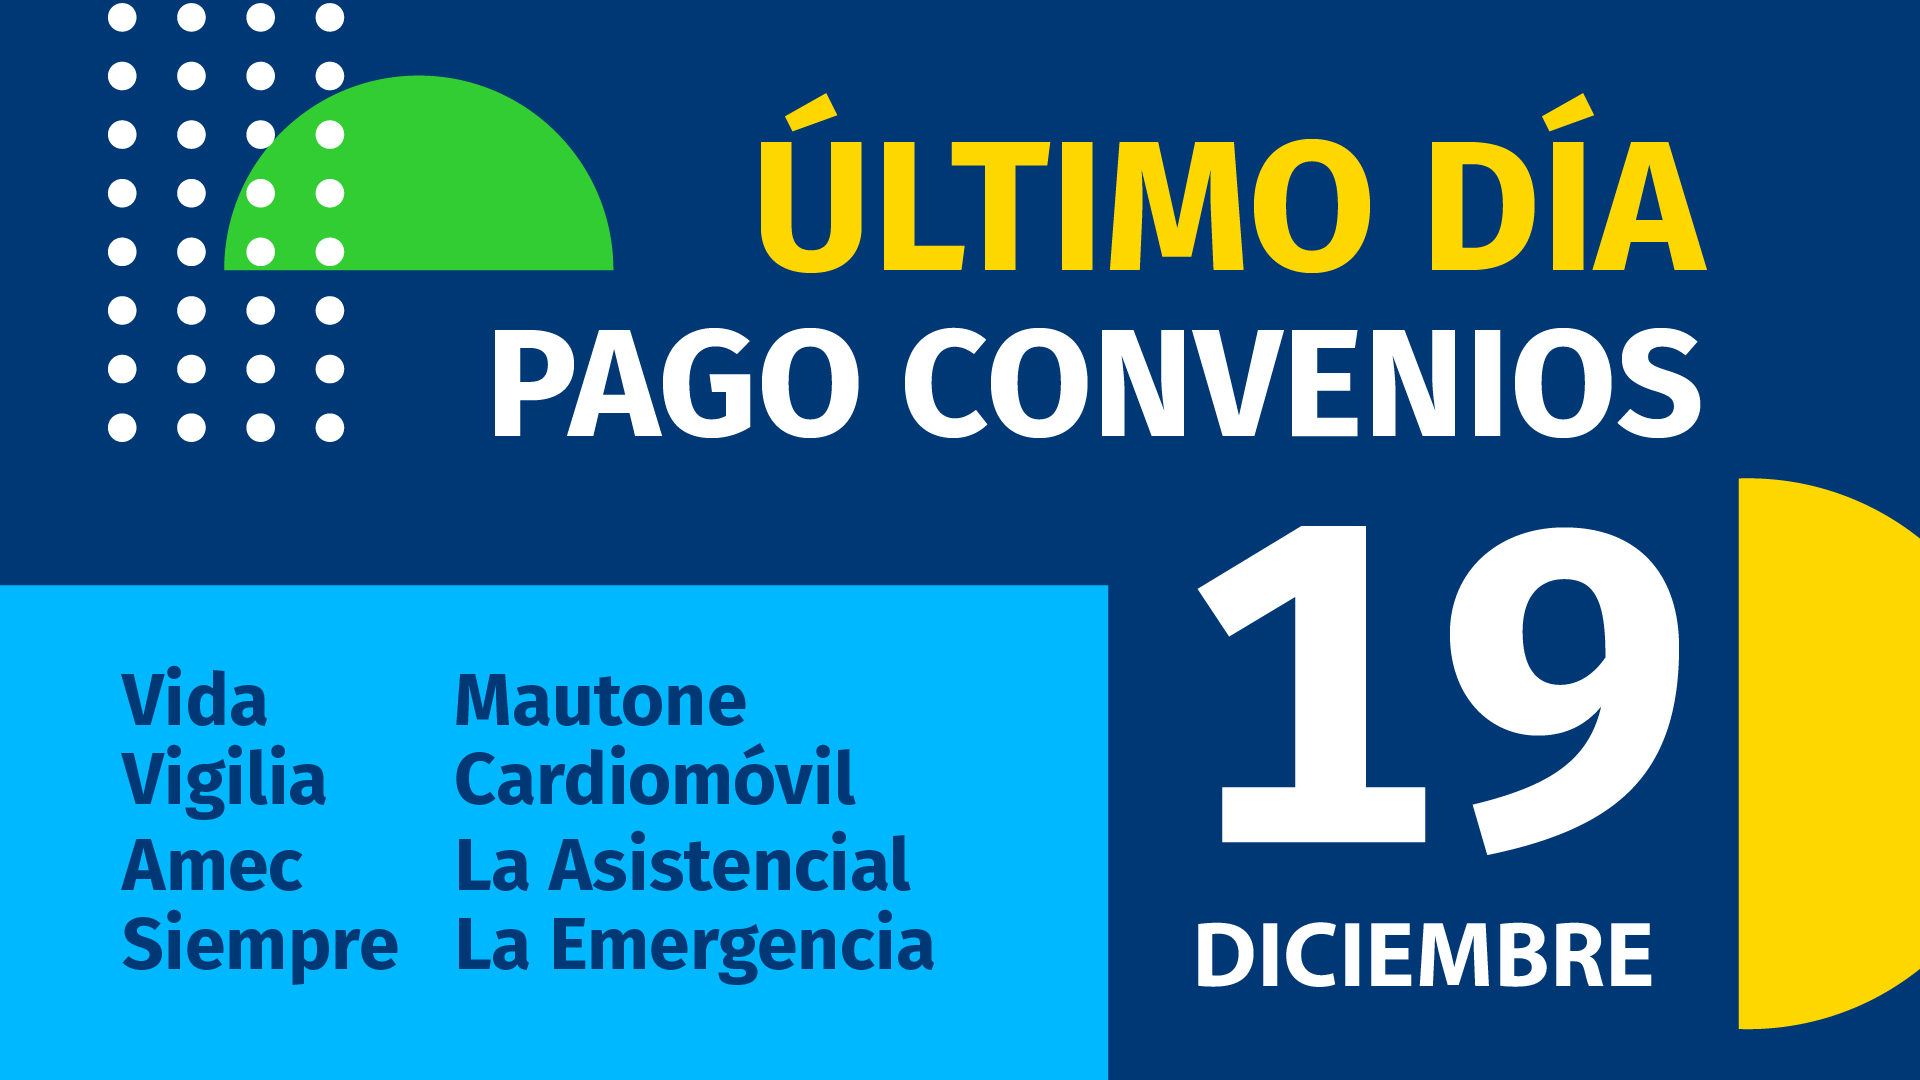 ÚLTIMO DÍA
PAGO CONVENIOS
19
DICIEMBRE
Vida
Vigilia
Amec
Siempre
Mautone
Cardiomóvil
La Asistencial
La Emergencia